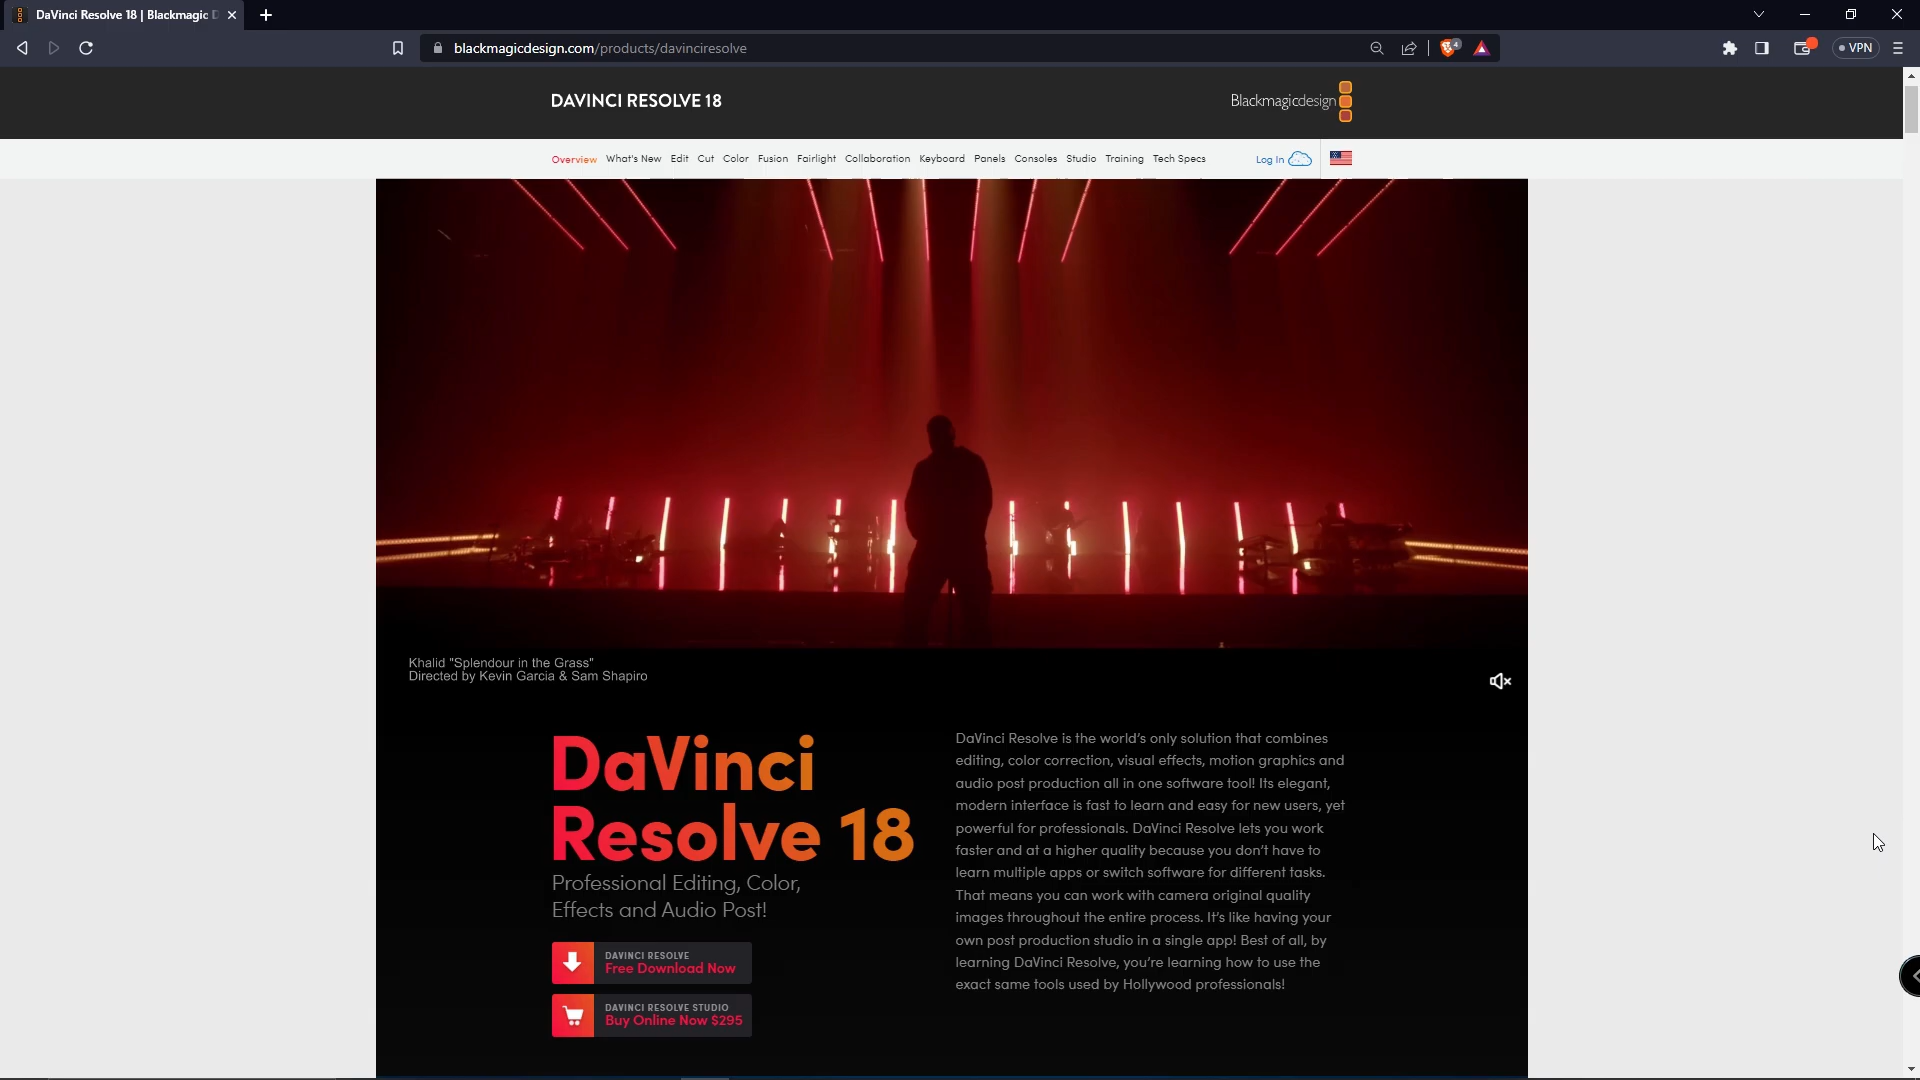 DaVinci Resolve 18 | Blackmagic D
blackmagicdesign.com/products/davinciresolve
4
VPN
DAVINCI RESOLVE 18
Blackmagicdesign
Overview What's New Edit Cut Color Fusion Fairlight Collaboration Keyboard Panels Consoles Studio Training Tech Specs Log In
Khalid "Splendour in the Grass"
Directed by Kevin Garcia & Sam Shapiro
DaVinci
Resolve 18
Professional Editing, Color,
Effects and Audio Post!
DAVINCI RESOLVE
Free Download Now
DAVINCI RESOLVE STUDIO
Buy Online Now $295
DaVinci Resolve is the world's only solution that combines
editing, color correction, visual effects, motion graphics and
audio post production all in one software tool! Its elegant,
modern interface is fast to learn and easy for new users, yet
powerful for professionals. DaVinci Resolve lets you work
faster and at a higher quality because you don't have to
learn multiple apps or switch software for different tasks.
That means you can work with camera original quality
images throughout the entire process. It's like having your
own post production studio in a single app! Best of all, by
learning DaVinci Resolve, you're learning how to use the
exact same tools used by Hollywood professionals!